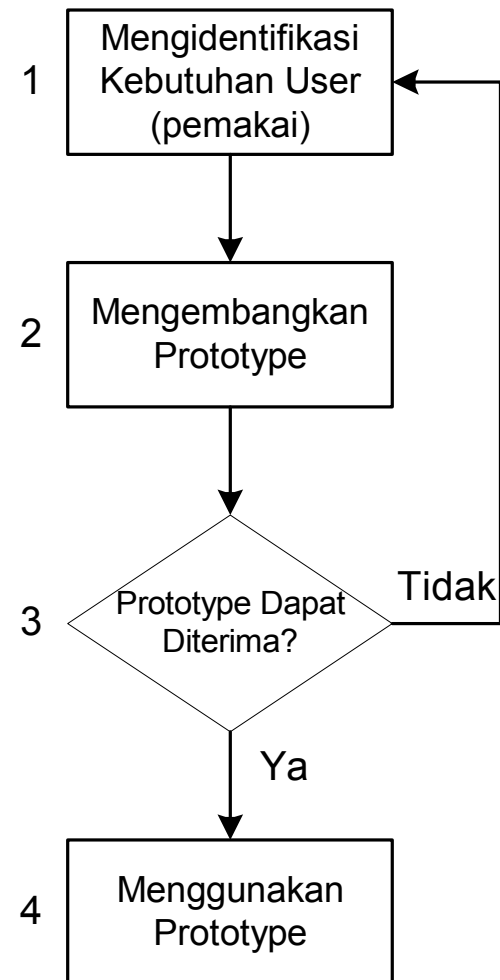 1
Mengidentifikasi
Kebutuhan User
(pemakai)
2
Mengembangkan
Prototype
3
Prototype Dapat
Diterima?
Tidak
Ya
4
Menggunakan
Prototype